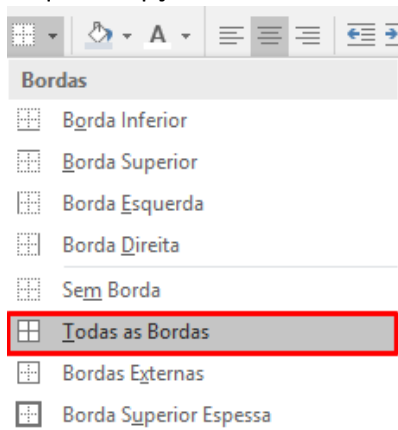 A
Bordas
Borda Inferior
Borda Superior
Borda Esquerda
Borda Direita
Sem Borda
Todas as Bordas
Bordas Externas
Borda Superior Espessa